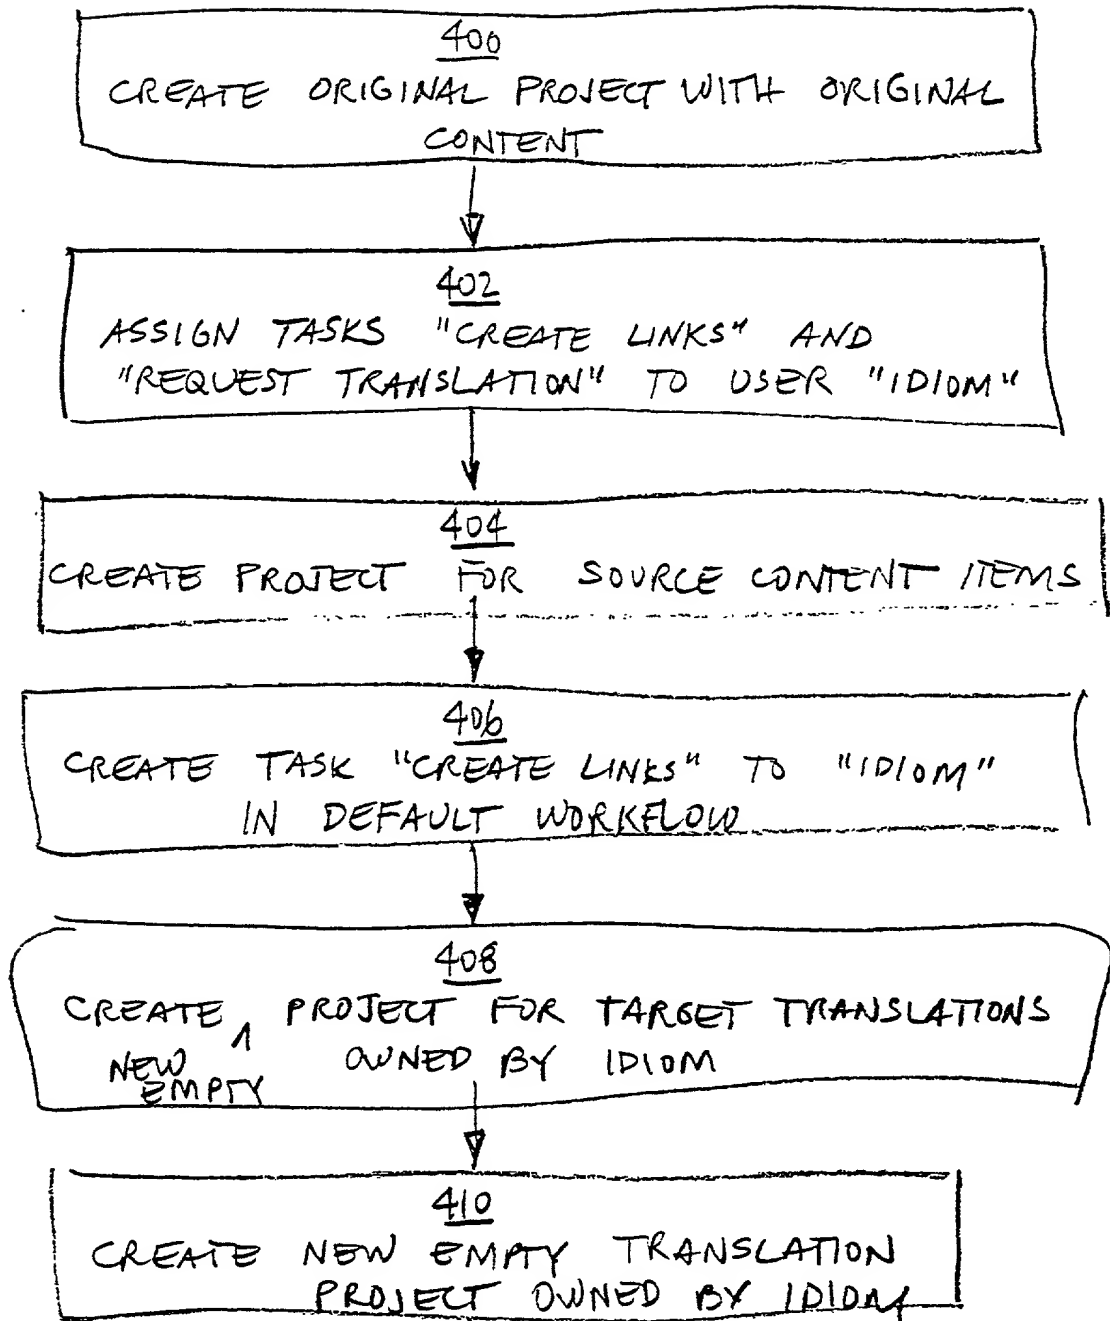 400
CREATE ORIGINAL PROJECT WITH ORIGINAL
CONTENT
402
ASSIGN TASKS "CREATE LINKS" AND
"REQUEST TRANSLATION" TO USER "IDIOM"
404
CREATE PROJECT FOR SOURCE CONTENT ITEMS
406
CREATE TASK "CREATE LINKS" TO "IDIOM"
IN DEFAULT WORKFLOW
408
CREATE PROJECT FOR TARGET TRANSLATIONS
NEW EMPTY OWNED BY IDIOM
410
CREATE NEW EMPTY TRANSLATION
PROJECT OWNED BY IDIOM